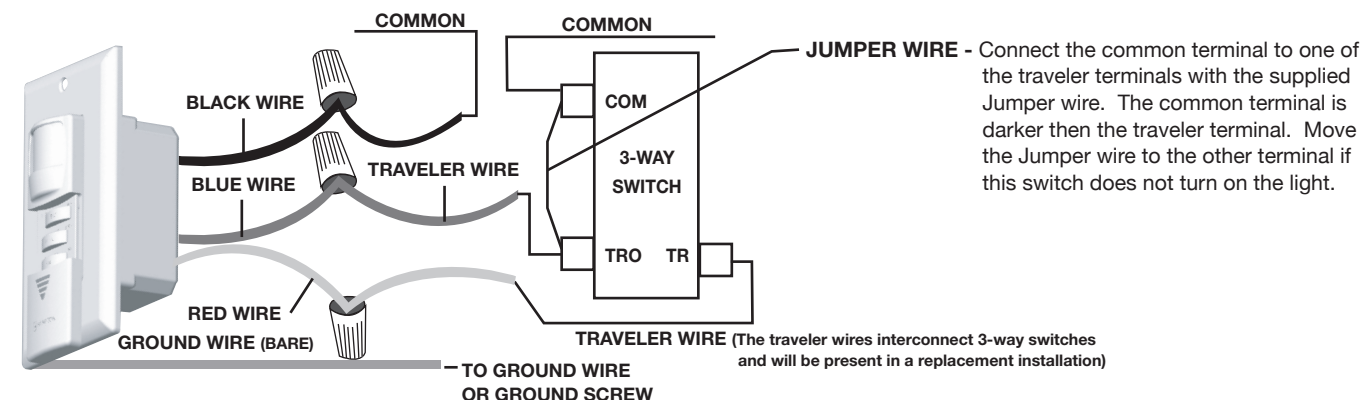 COMMON
COMMON
JUMPER WIRE - Connect the common terminal to one of
the traveler terminals with the supplied
Jumper wire. The common terminal is
darker then the traveler terminal. Move
the Jumper wire to the other terminal if
this switch does not turn on the light.
BLACK WIRE
COM
3-WAY
SWITCH
BLUE WIRE
TRAVELER WIRE
TRO TR
RED WIRE
GROUND WIRE (BARE)
TRAVELER WIRE (The traveler wires interconnect 3-way switches
and will be present in a replacement installation)
TO GROUND WIRE
OR GROUND SCREW